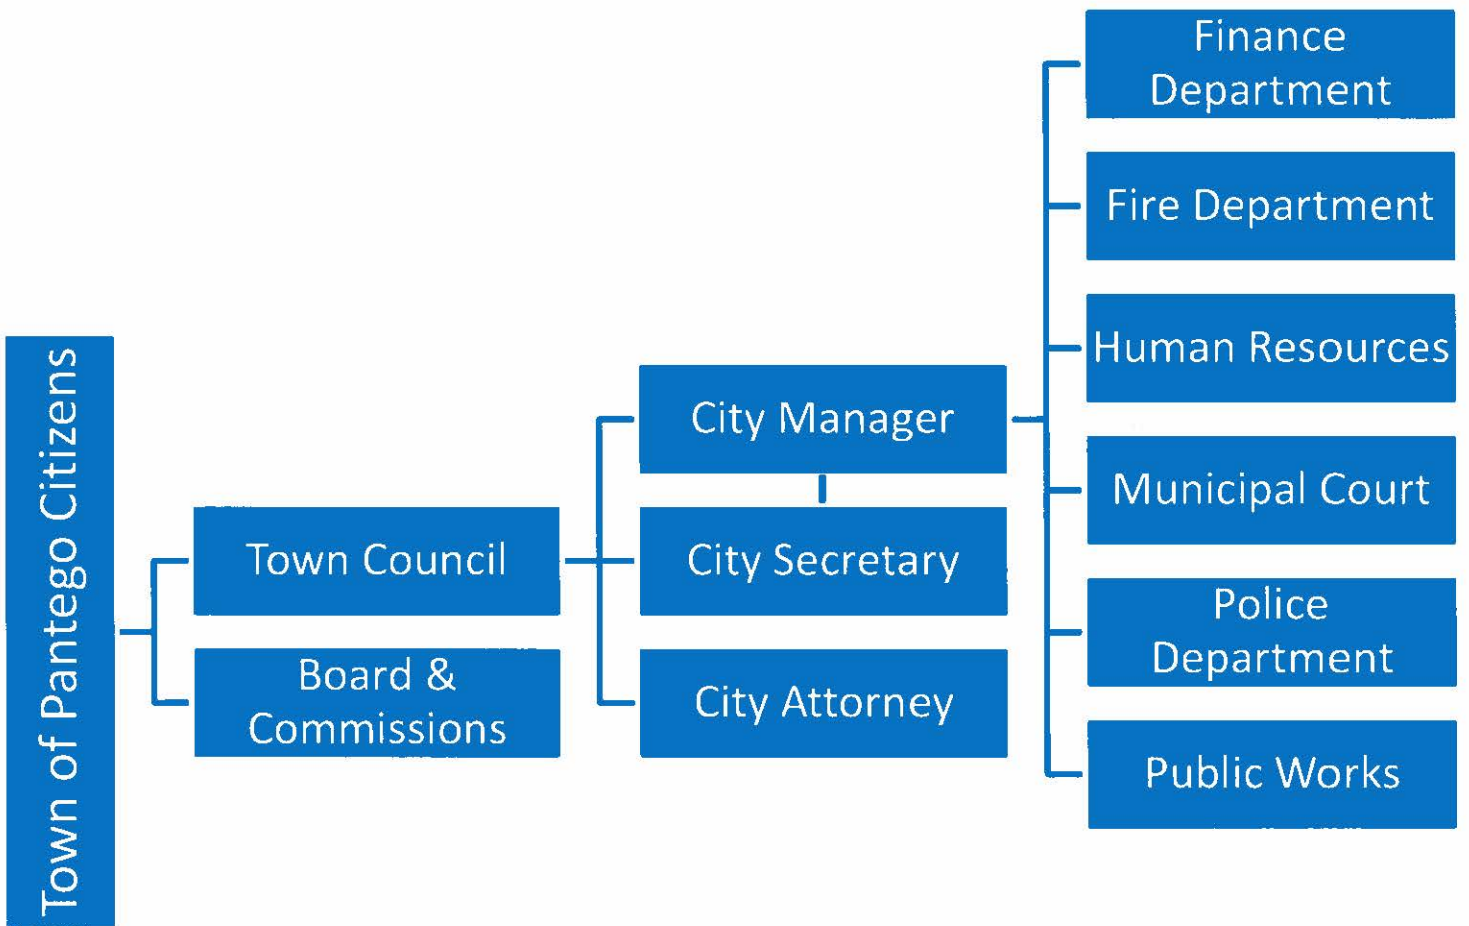 Town of Pantego Citizens
Town Council
Board &
Commissions
City Manager
City Secretary
City Attorney
Finance
Department
Fire Department
Human Resources
Municipal Court
Police
Department
Public Works